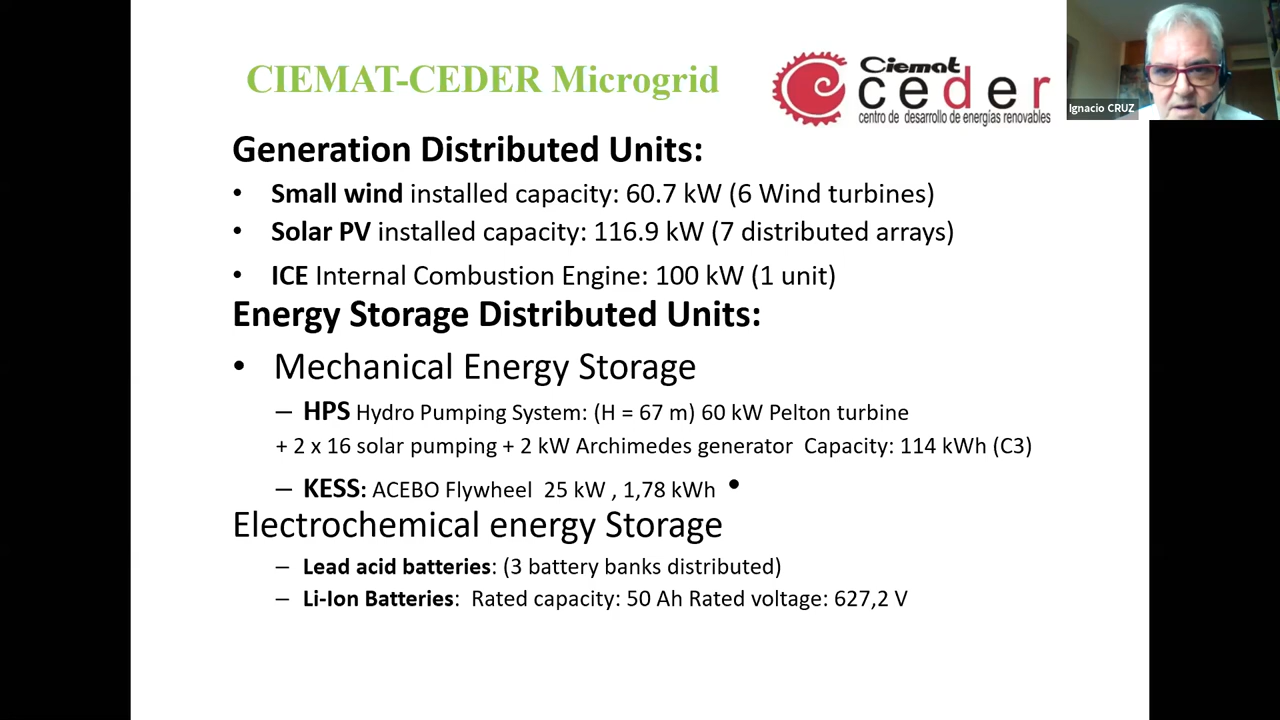 CIEMAT-CEDER Microgrid
Ciemat
ceder
centro de desarrollo de energías renovables
Ignacio CRUZ
Generation Distributed Units:
• Small wind installed capacity: 60.7 kW (6 Wind turbines)
• Solar PV installed capacity: 116.9 kW (7 distributed arrays)
• ICE Internal Combustion Engine: 100 kW (1 unit)
Energy Storage Distributed Units:
• Mechanical Energy Storage
– HPS Hydro Pumping System: (H = 67 m) 60 kW Pelton turbine
+ 2 x 16 solar pumping + 2 kW Archimedes generator Capacity: 114 kWh (C3)
– KESS: ACEBO Flywheel 25 kW , 1,78 kWh •
Electrochemical energy Storage
– Lead acid batteries: (3 battery banks distributed)
– Li-Ion Batteries: Rated capacity: 50 Ah Rated voltage: 627,2 V